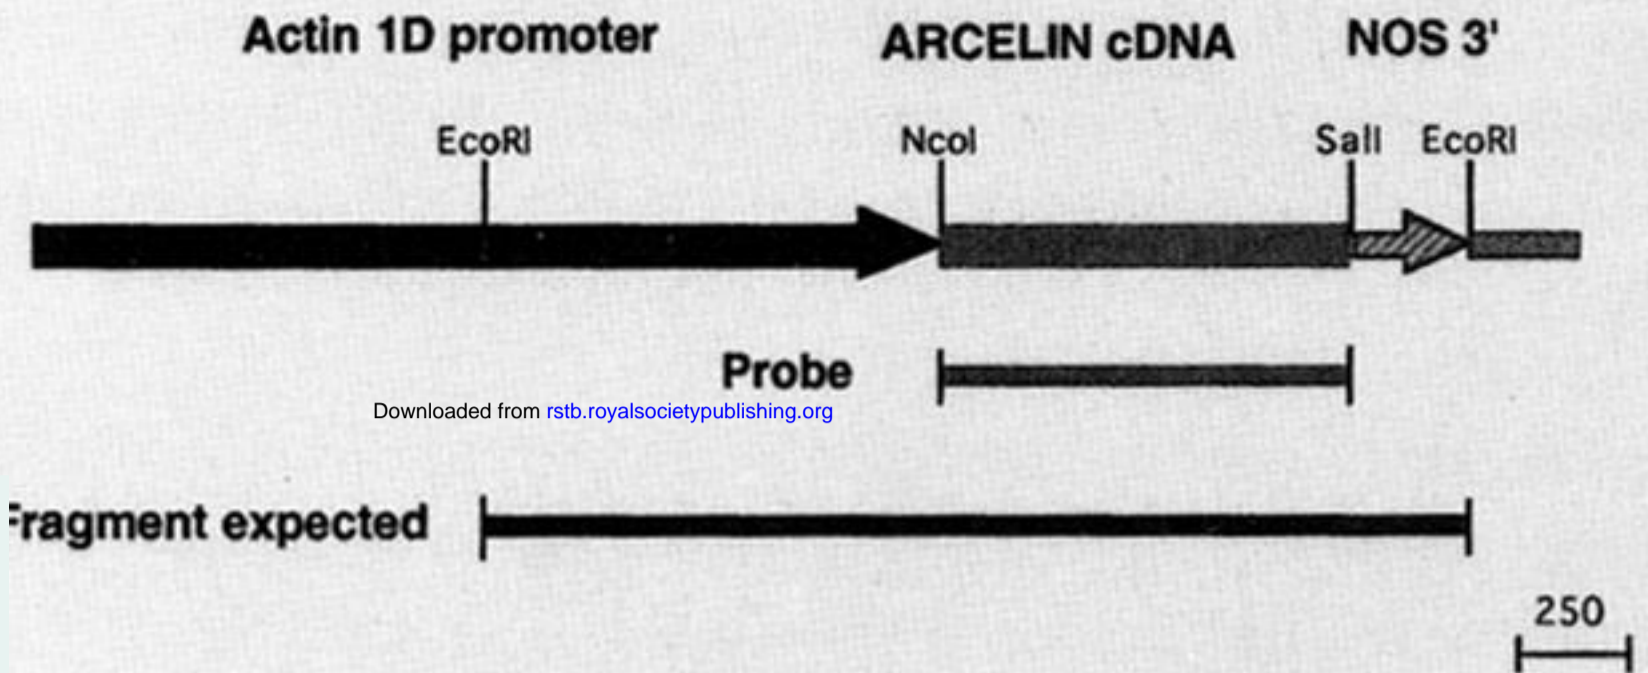 Actin 1D promoter ARCELIN cDNA NOS 3'
EcoRI NcoI SalI EcoRI
Probe
Downloaded from rstb.royalsocietypublishing.org
Fragment expected
250